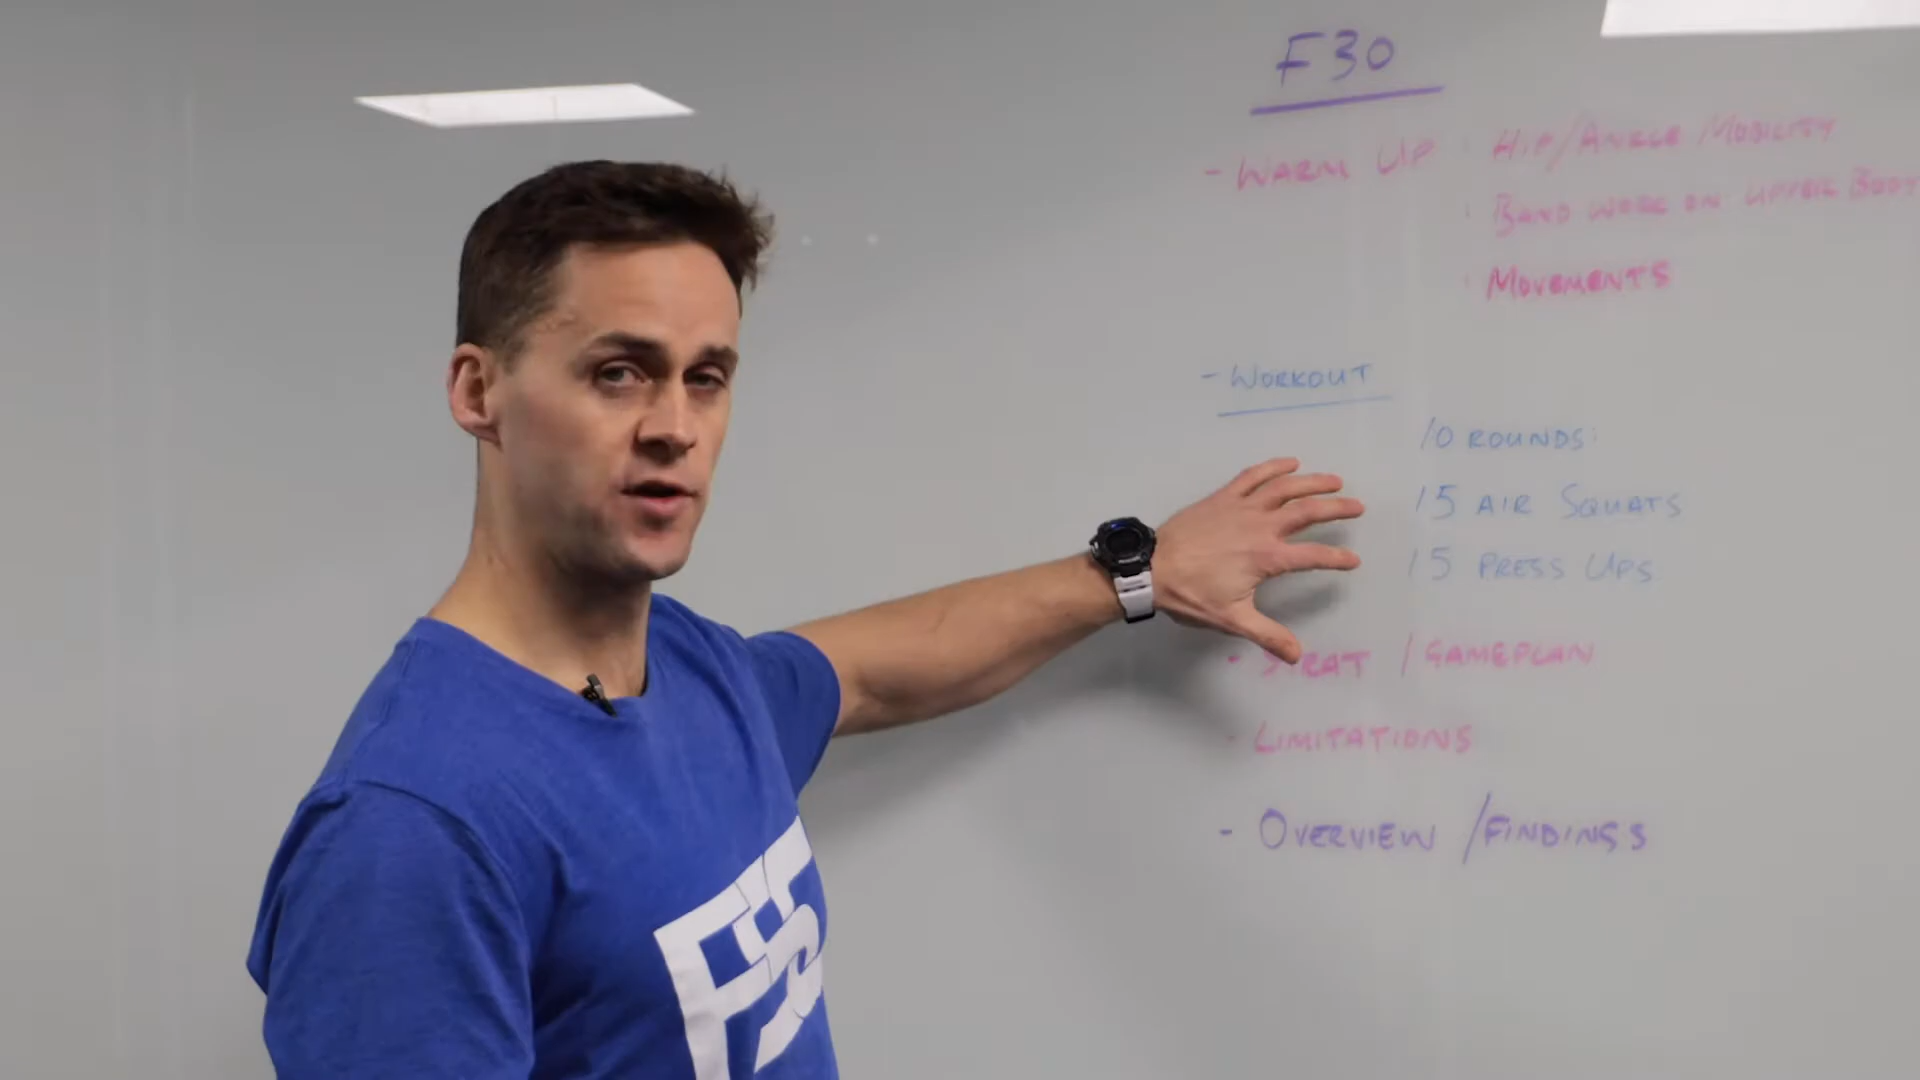 F30
- WARM UP · HIP/ANKLE MOBILITY
· BAND WORK ON UPPER BODY
· MOVEMENTS
- WORKOUT
10 ROUNDS:
15 AIR SQUATS
15 PRESS UPS
- STRAT / GAMEPLAN
- LIMITATIONS
- OVERVIEW / FINDINGS